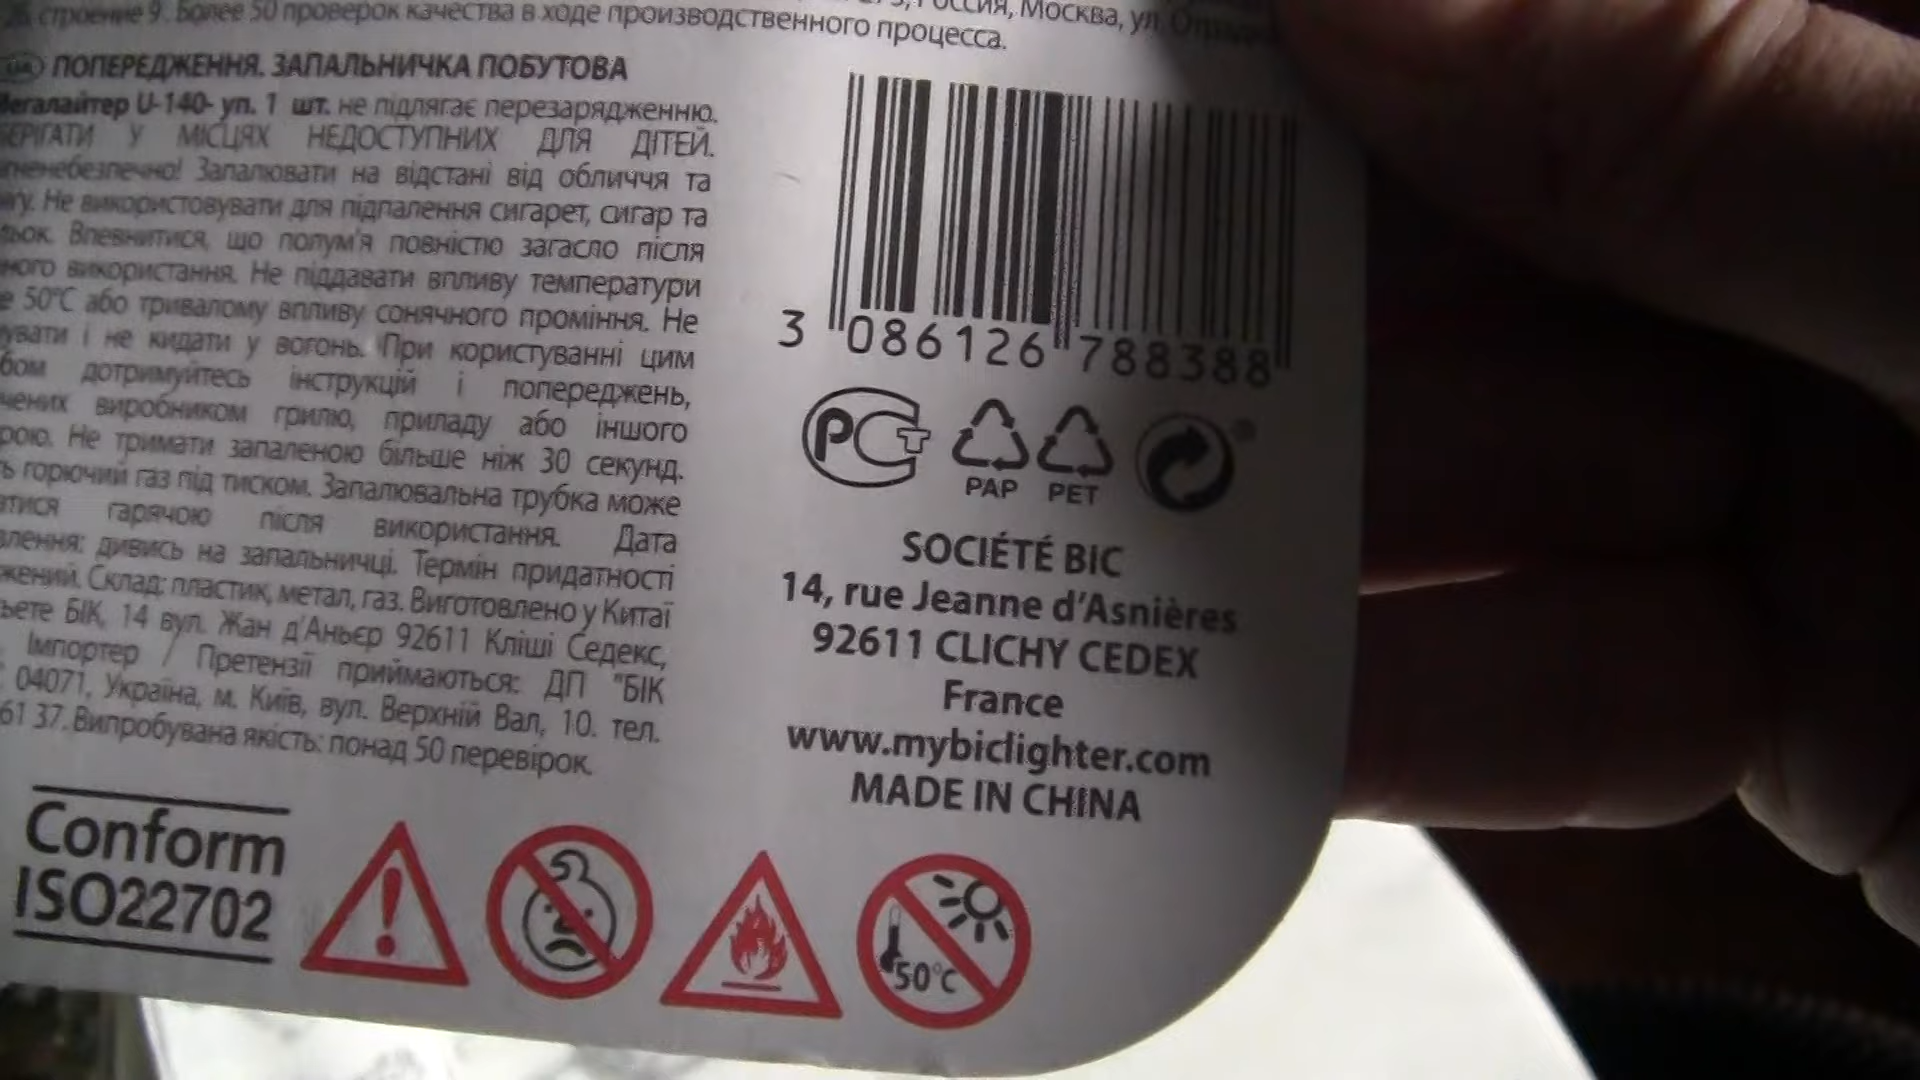 строение 9. Более 50 проверок качества в ходе производственного процесса.
Россия, Москва, ул.
UA ПОПЕРЕДЖЕННЯ. ЗАПАЛЬНИЧКА ПОБУТОВА
U-140- уп. 1 шт. не підлягає перезарядженню.
У МІСЦЯХ НЕДОСТУПНИХ ДЛЯ ДІТЕЙ.
Запалювати на відстані від обличчя та
Не використовувати для підпалення сигарет, сигар та
Впевнитися, що полум'я повністю загасло після
використання. Не піддавати впливу температури
50°C або тривалому впливу сонячного проміння. Не
і не кидати у вогонь. При користуванні цим
дотримуйтесь інструкцій і попереджень,
виробником грилю, приладу або іншого
Не тримати запаленою більше ніж 30 секунд.
горючий газ під тиском. Запалювальна трубка може
гарячою після використання. Дата
дивись на запальничці. Термін придатності
Склад: пластик, метал, газ. Виготовлено у Китаї
БІК, 14 вул. Жан д'Аньєр 92611 Кліші Седекс,
Імпортер / Претензії приймаються: ДП "БІК
04071, Україна, м. Київ, вул. Верхній Вал, 10. тел.
61 37. Випробувана якість: понад 50 перевірок.
Conform
ISO22702
3 086126 788388
РСТ
PAP PET
SOCIÉTÉ BIC
14, rue Jeanne d'Asnières
92611 CLICHY CEDEX
France
www.mybiclighter.com
MADE IN CHINA
50°C